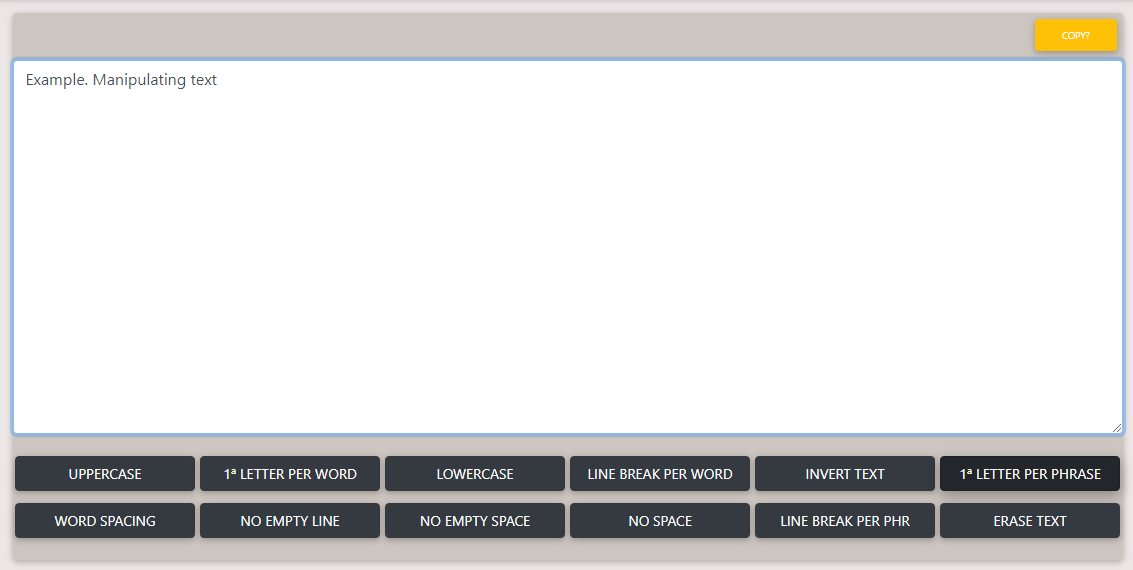 COPY?
Example. Manipulating text
UPPERCASE 1ª LETTER PER WORD LOWERCASE LINE BREAK PER WORD INVERT TEXT 1ª LETTER PER PHRASE
WORD SPACING NO EMPTY LINE NO EMPTY SPACE NO SPACE LINE BREAK PER PHR ERASE TEXT